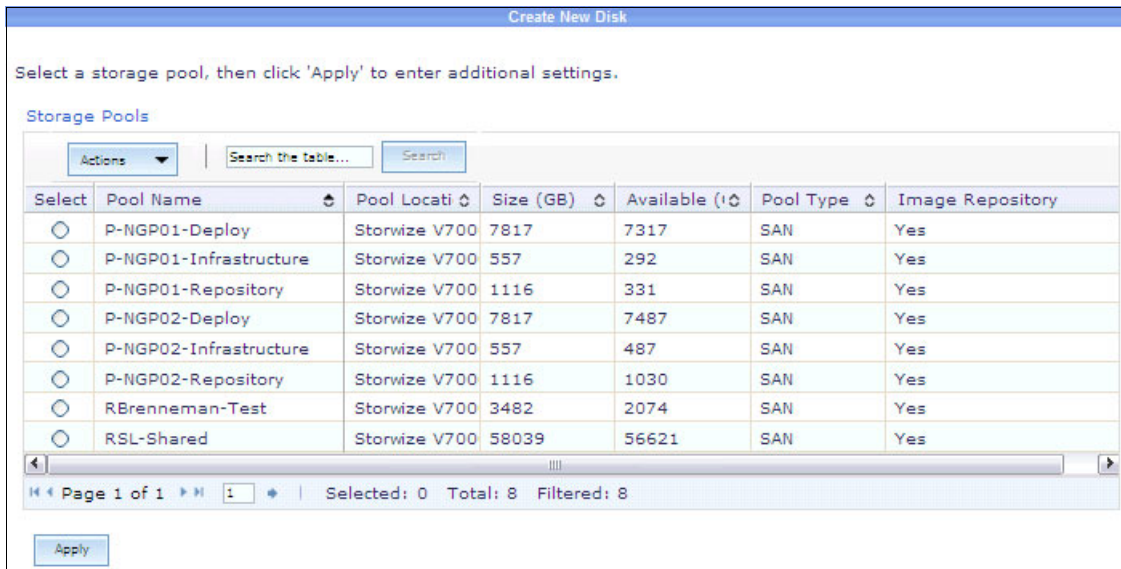 Create New Disk
Select a storage pool, then click 'Apply' to enter additional settings.
Storage Pools
Actions Search the table... Search
Select Pool Name Pool Locati Size (GB) Available ( Pool Type Image Repository
P-NGP01-Deploy Storwize V700 7817 7317 SAN Yes
P-NGP01-Infrastructure Storwize V700 557 292 SAN Yes
P-NGP01-Repository Storwize V700 1116 331 SAN Yes
P-NGP02-Deploy Storwize V700 7817 7487 SAN Yes
P-NGP02-Infrastructure Storwize V700 557 487 SAN Yes
P-NGP02-Repository Storwize V700 1116 1030 SAN Yes
RBrenneman-Test Storwize V700 3482 2074 SAN Yes
RSL-Shared Storwize V700 58039 56621 SAN Yes
Page 1 of 1 1 | Selected: 0 Total: 8 Filtered: 8
Apply